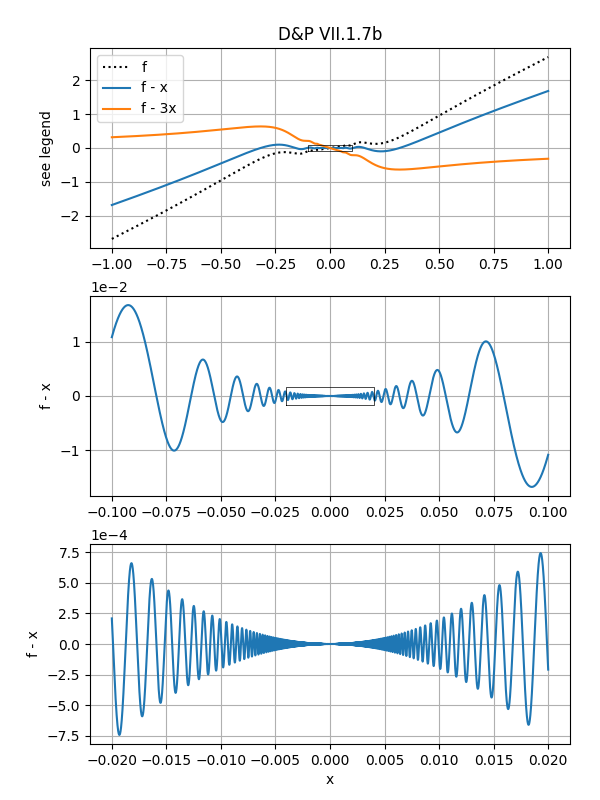 D&P VII.1.7b
f
f - x
f - 3x
see legend
2
1
0
−1
−2
−1.00 −0.75 −0.50 −0.25 0.00 0.25 0.50 0.75 1.00
1e−2
f - x
1
0
−1
−0.100 −0.075 −0.050 −0.025 0.000 0.025 0.050 0.075 0.100
1e−4
f - x
7.5
5.0
2.5
0.0
−2.5
−5.0
−7.5
−0.020 −0.015 −0.010 −0.005 0.000 0.005 0.010 0.015 0.020
x